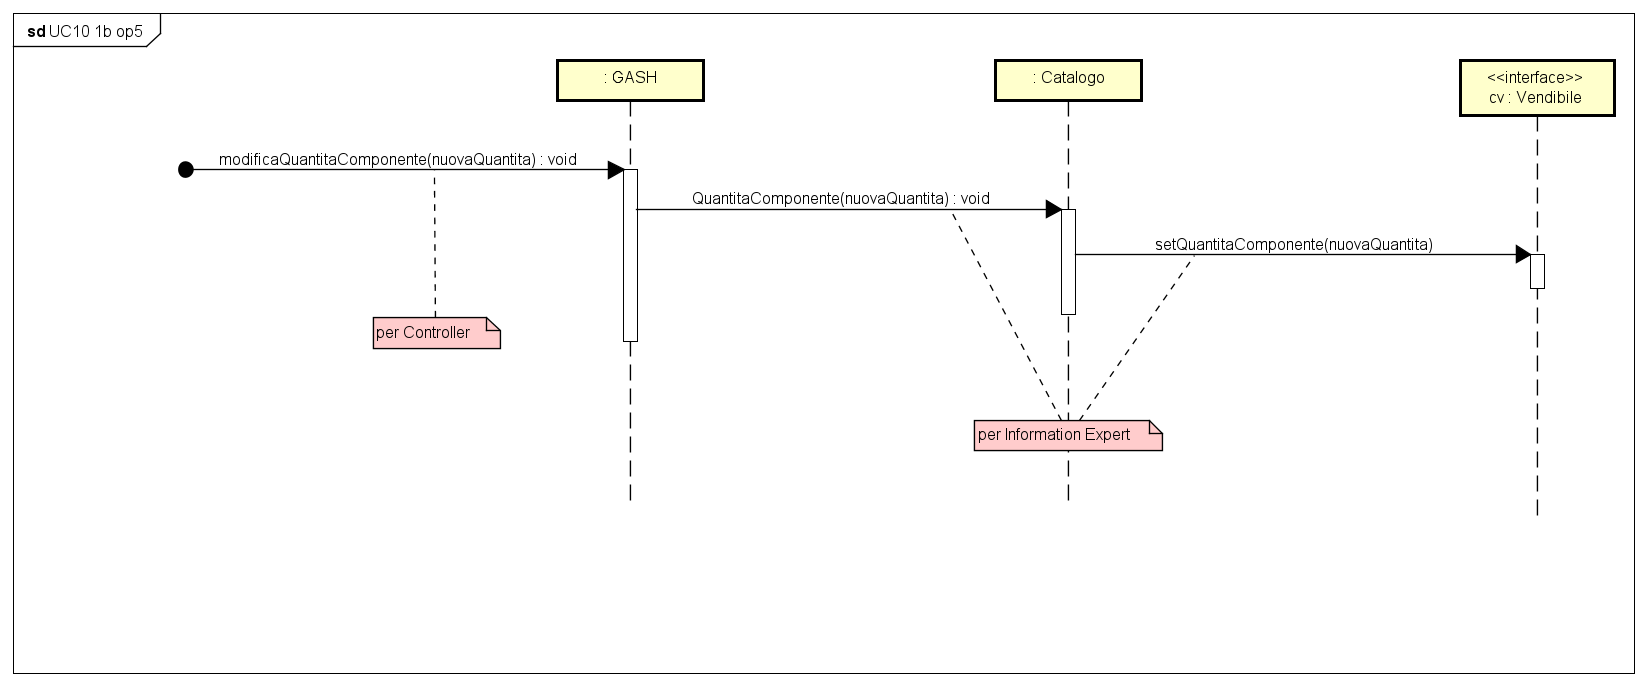 sd UC10 1b op5
: GASH
: Catalogo
<<interface>>
cv : Vendibile
modificaQuantitaComponente(nuovaQuantita) : void
QuantitaComponente(nuovaQuantita) : void
setQuantitaComponente(nuovaQuantita)
per Controller
per Information Expert